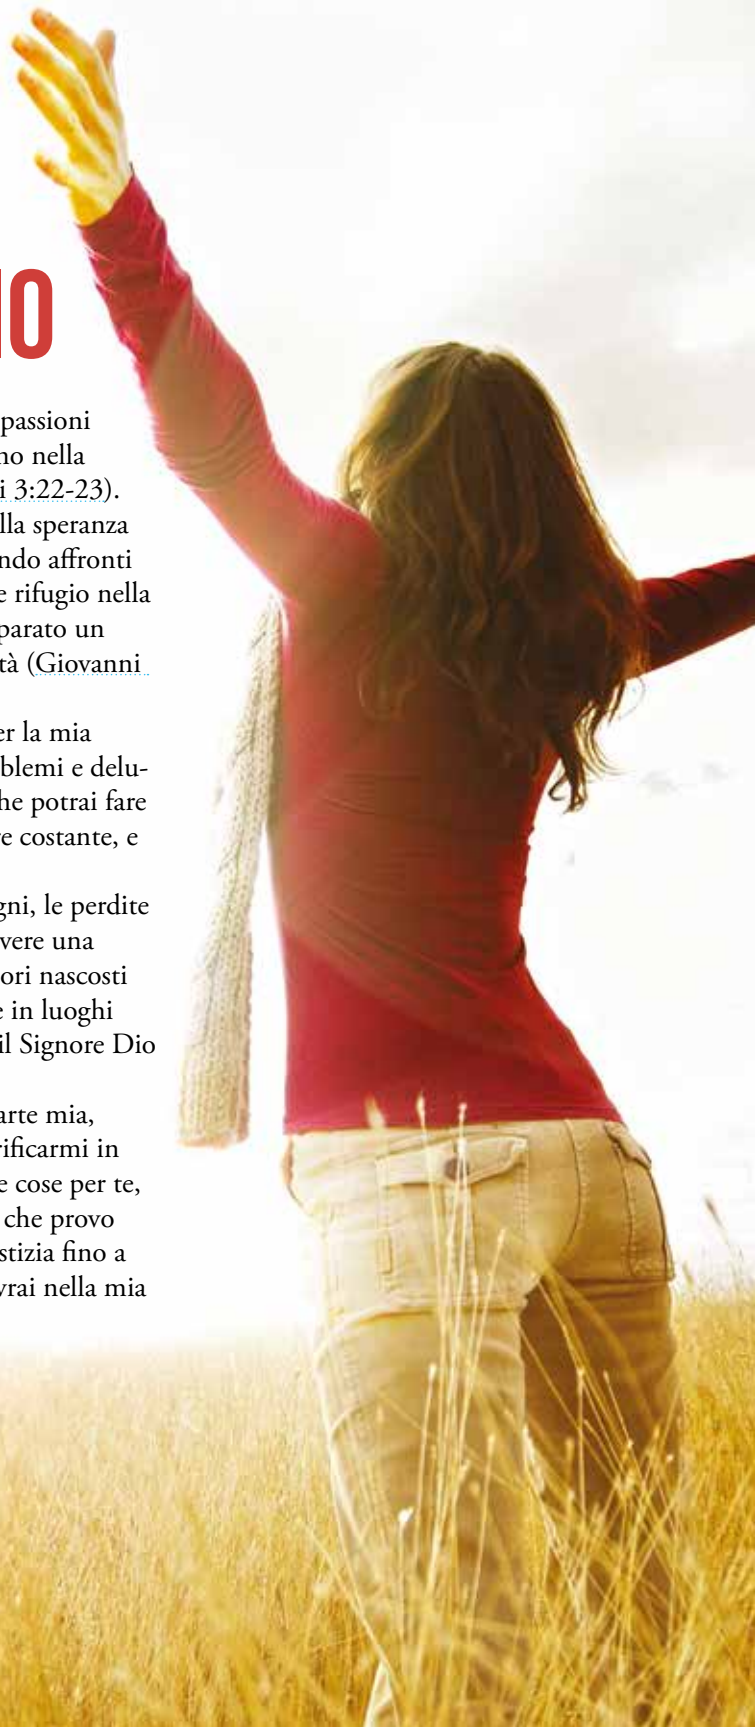 IO
passioni
no nella
i 3:22-23).
lla speranza
ndo affronti
e rifugio nella
parato un
tà (Giovanni
er la mia
blemi e delu-
he potrai fare
e costante, e
gni, le perdite
vere una
ori nascosti
e in luoghi
il Signore Dio
arte mia,
rificarmi in
e cose per te,
che provo
stizia fino a
vrai nella mia